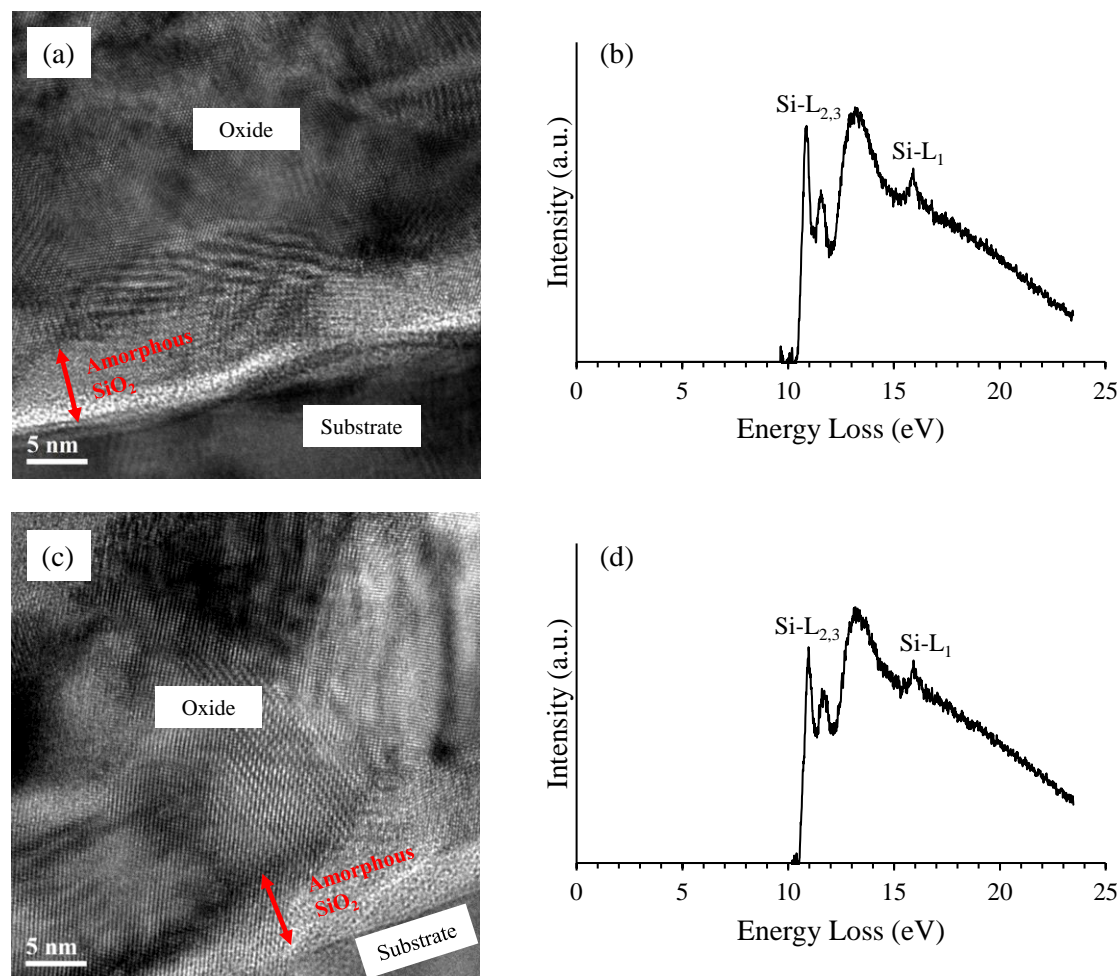 (a)
Oxide
Amorphous
SiO₂
Substrate
5 nm
(b)
Si-L₂,₃
Si-L₁
Intensity (a.u.)
0 5 10 15 20 25
Energy Loss (eV)
(c)
Oxide
Amorphous
SiO₂
Substrate
5 nm
(d)
Si-L₂,₃
Si-L₁
Intensity (a.u.)
0 5 10 15 20 25
Energy Loss (eV)